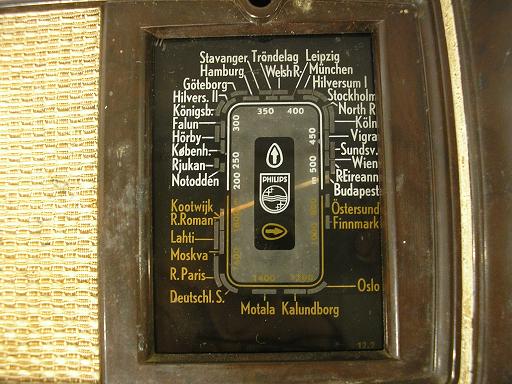 Stavanger Tröndelag Leipzig
Hamburg Welsh R. München
Göteborg Hilversum I
Hilvers. II Stockholm
Königsb. North R
Falun Köln
Hörby Vigra
Københ. Sundsv.
Rjukan Wien
Notodden R Eireann
Budapest
350 400
300 450
250 500
200 m
PHILIPS
Kootwijk Östersund
R. Roman Finnmark
Lahti
Moskva
R. Paris
Deutschl. S. Oslo
1400 1200
Motala Kalundborg